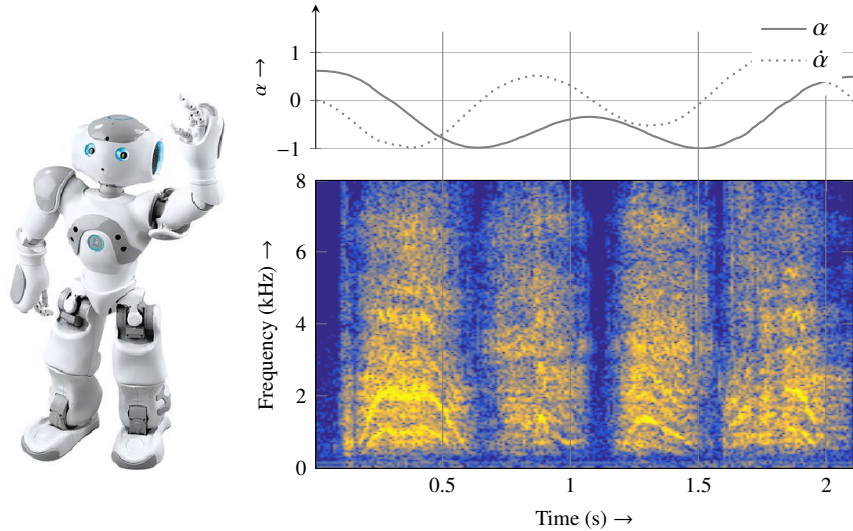 α
α̇
1
0
−1
α →
8
6
4
2
0
Frequency (kHz) →
0.5 1 1.5 2
Time (s) →